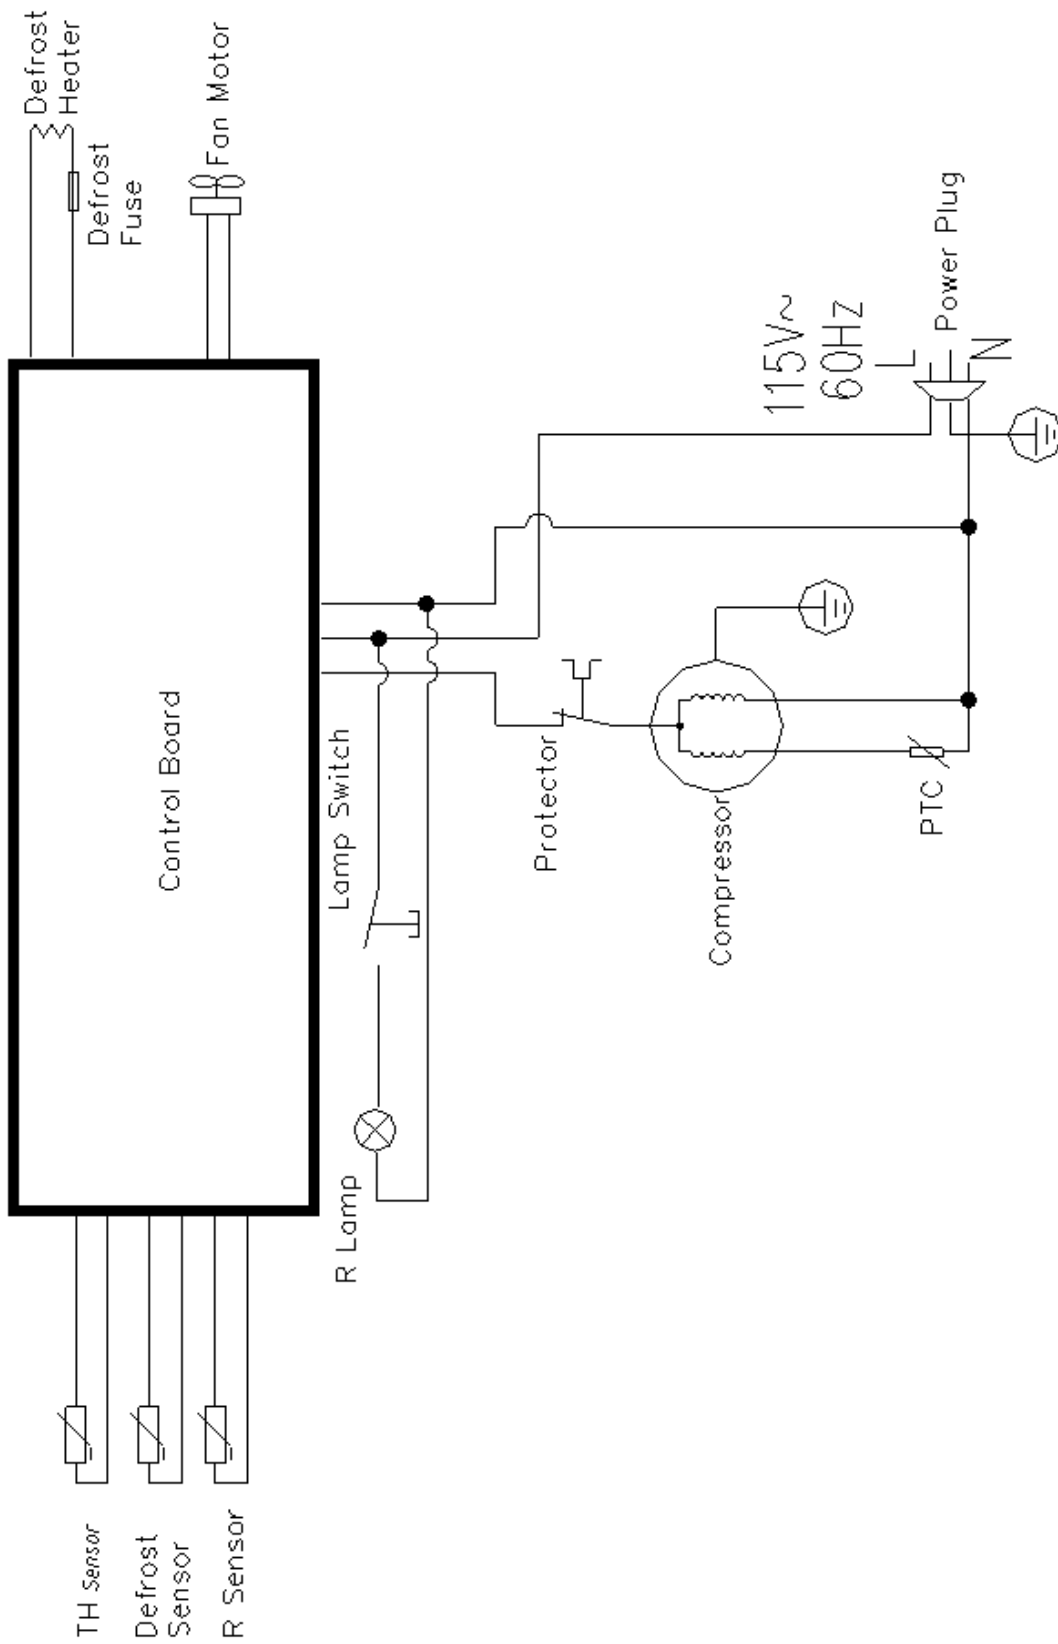 TH Sensor
Defrost
Sensor
R Sensor
Control Board
Defrost
Heater
Defrost
Fuse
Fan Motor
R Lamp
Lamp Switch
Protector
Compressor
PTC
115V~
60Hz
L
Power Plug
N